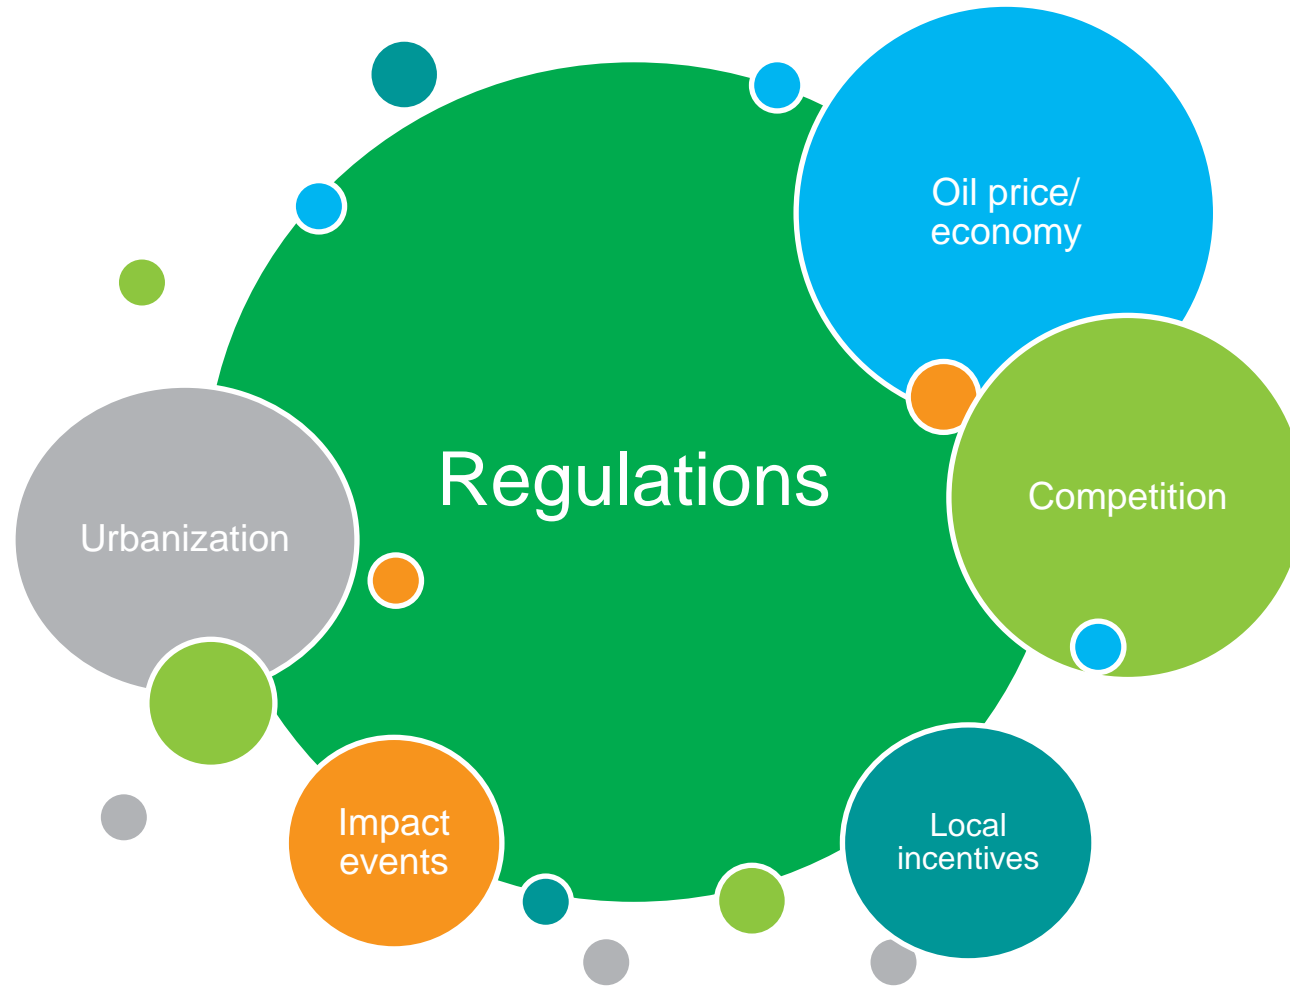 Oil price/
economy
Regulations
Competition
Urbanization
Impact
events
Local
incentives